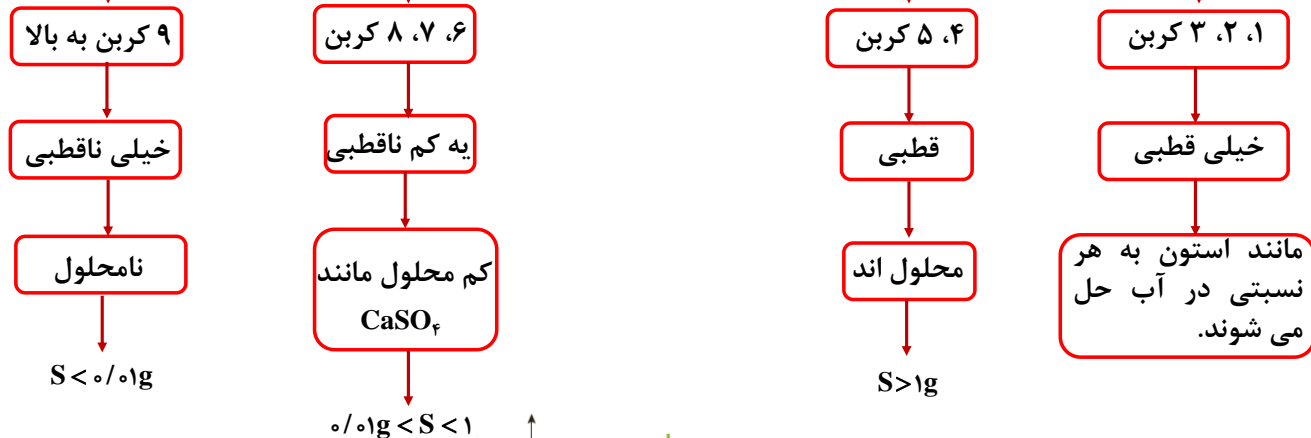 ۱، ۲، ۳ کربن
خیلی قطبی
مانند استون به هر
نسبتی در آب حل
می شوند.
۴، ۵ کربن
قطبی
محلول اند
S>۱g
۶، ۷، ۸ کربن
یه کم ناقطبی
کم محلول مانند
CaSO۴
۰/۰۱g < S < ۱
۹ کربن به بالا
خیلی ناقطبی
نامحلول
S < ۰/۰۱g